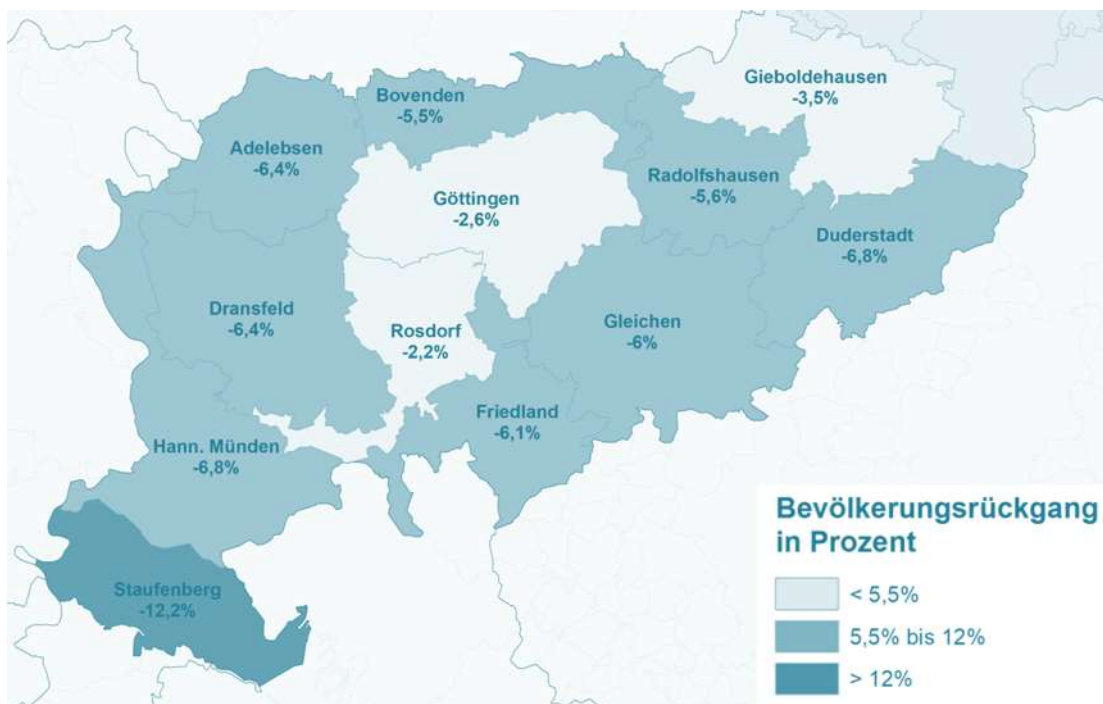 Gieboldehausen
-3,5%
Bovenden
-5,5%
Adelebsen
-6,4%
Radolfshausen
-5,6%
Göttingen
-2,6%
Duderstadt
-6,8%
Dransfeld
-6,4%
Gleichen
-6%
Rosdorf
-2,2%
Friedland
-6,1%
Hann. Münden
-6,8%
Staufenberg
-12,2%
Bevölkerungsrückgang
in Prozent
< 5,5%
5,5% bis 12%
> 12%